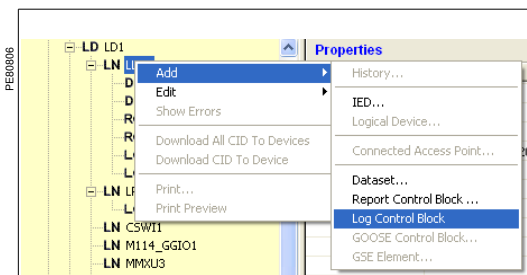 PE80806
LD LD1
Properties
LN LL
Add
History...
Edit
IED...
Show Errors
Logical Device...
Download All CID To Devices
Connected Access Point...
Download CID To Device
Dataset...
Print...
Report Control Block ...
Print Preview
Log Control Block
GOOSE Control Block...
GSE Element...
D
D
R
R
L
L
LN LP
L
LN CSWI1
LN M114_GGIO1
LN MMXU3